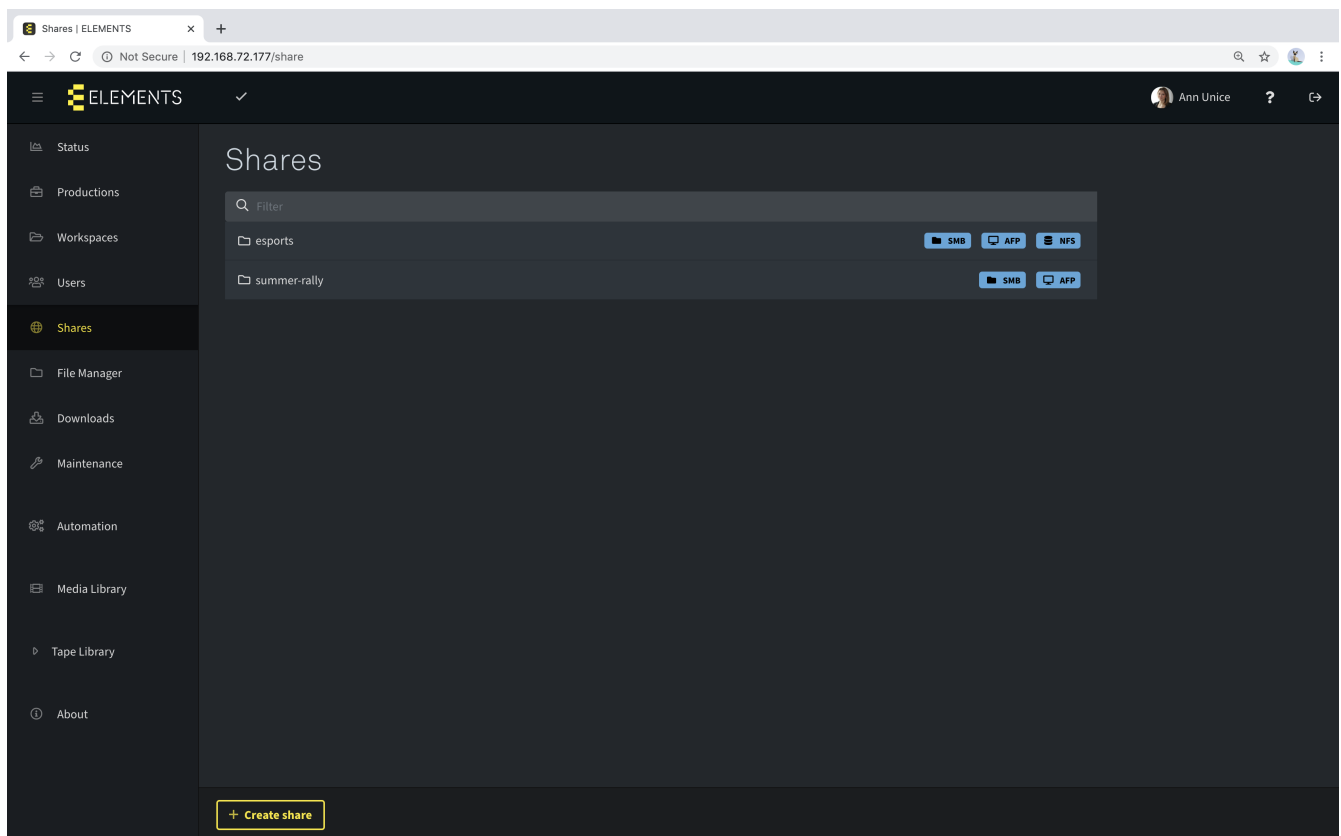 Shares | ELEMENTS
Not Secure | 192.168.72.177/share
ELEMENTS
Ann Unice ?
Status
Productions
Workspaces
Users
Shares
File Manager
Downloads
Maintenance
Automation
Media Library
Tape Library
About
Shares
Filter
esports SMB AFP NFS
summer-rally SMB AFP
+ Create share